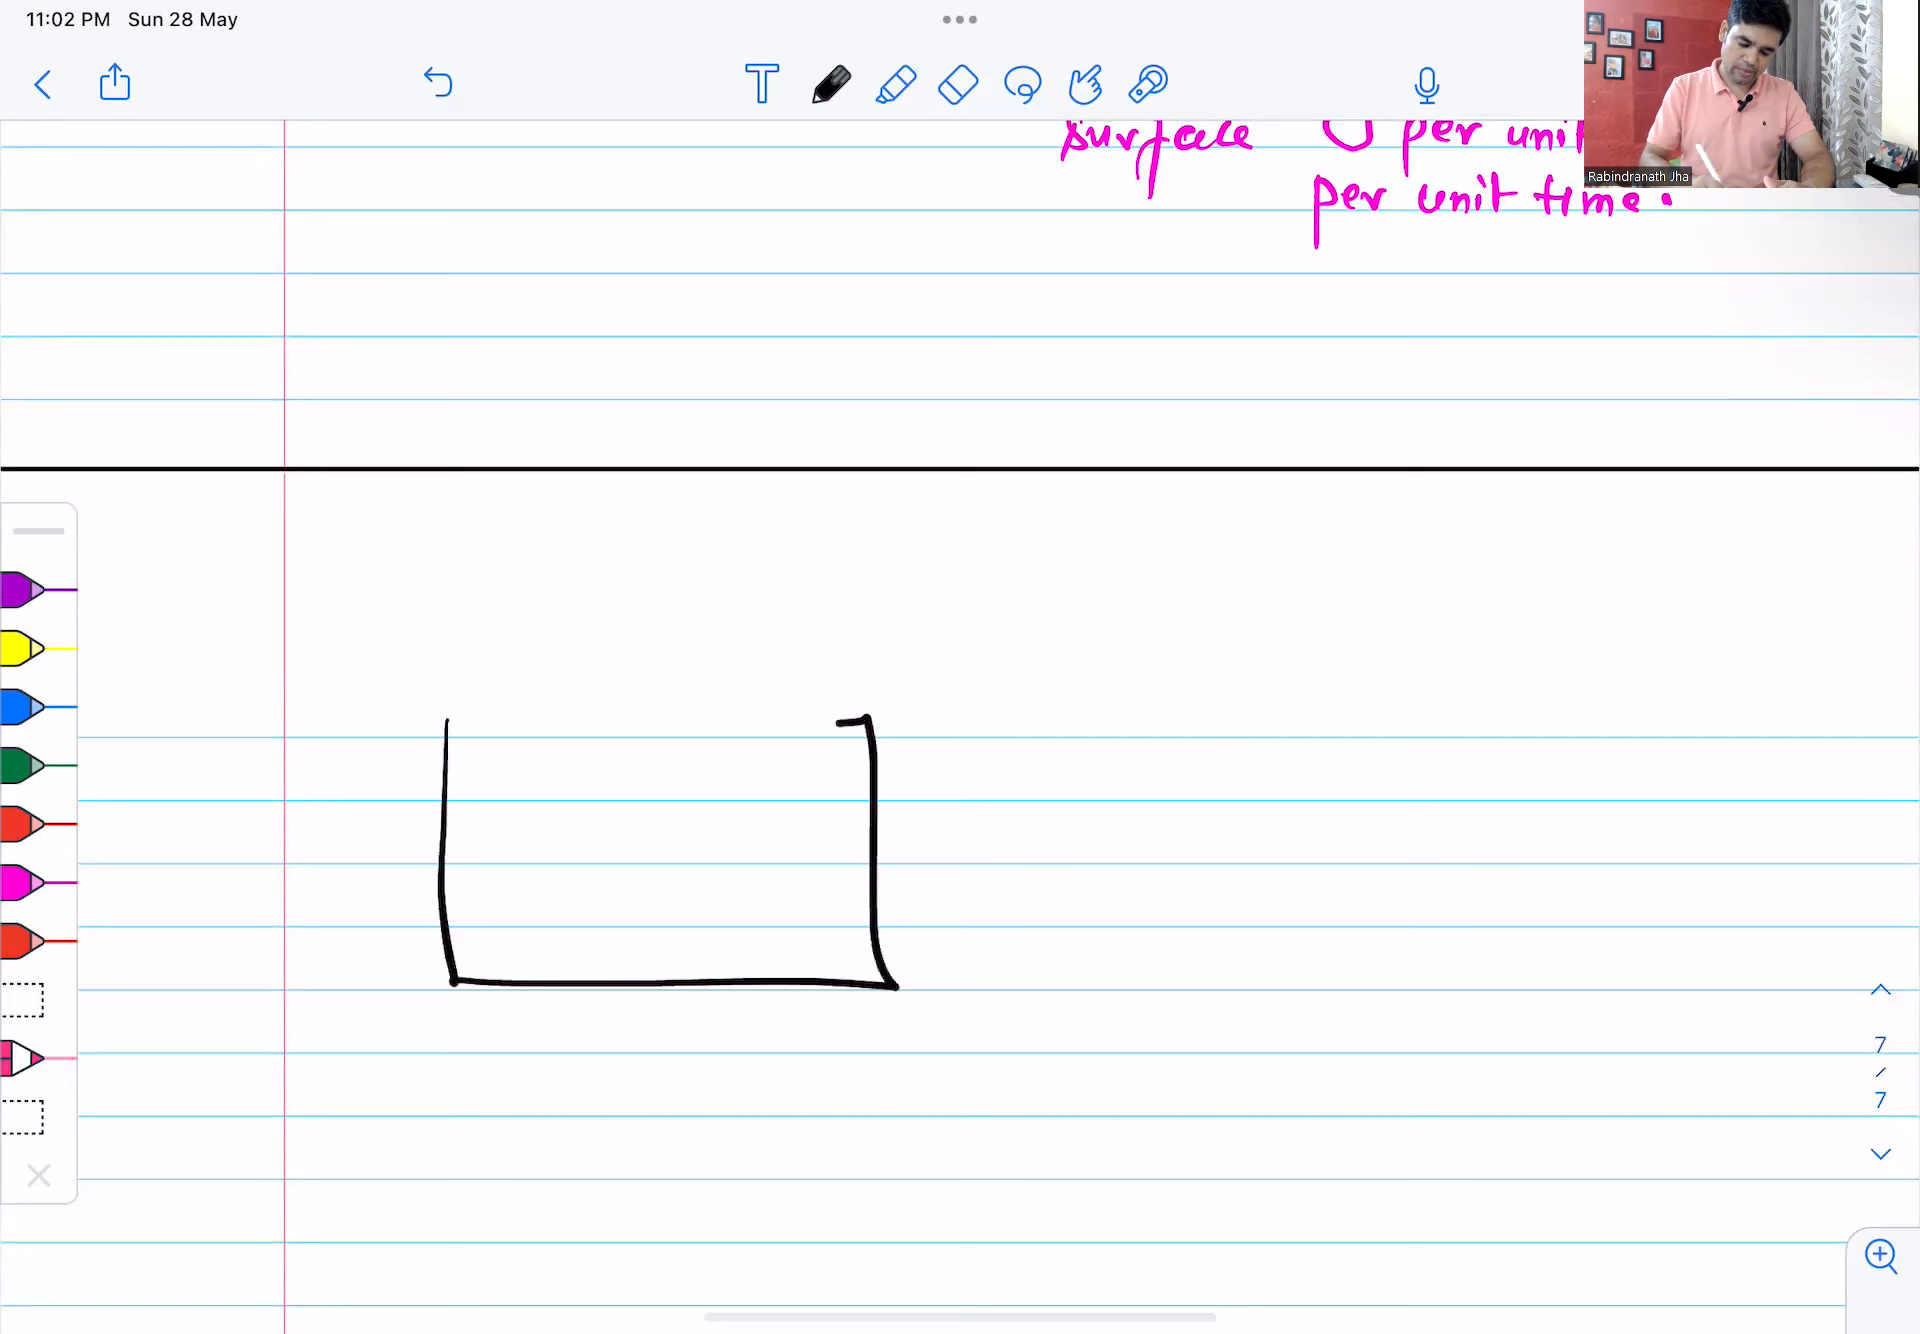 11:02 PM Sun 28 May
surface per unit
Rabindranath Jha
per unit time.
7
/
7